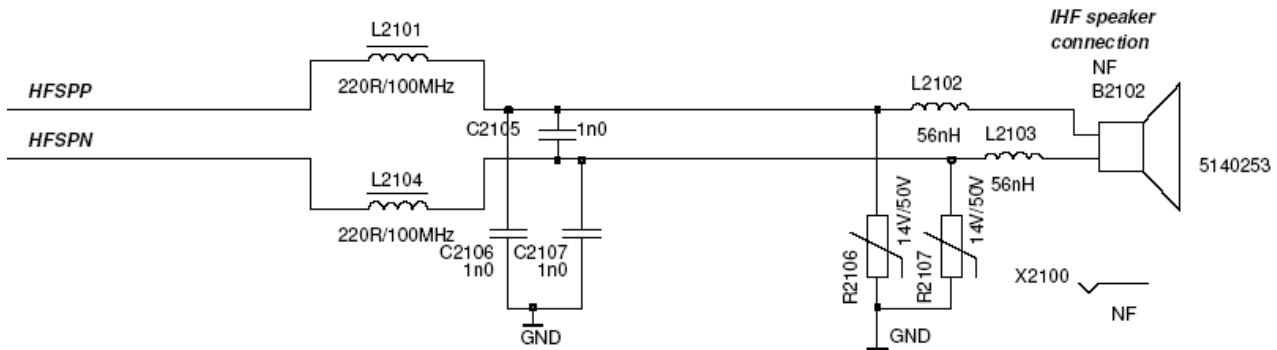 IHF speaker
connection
L2101
NF
B2102
220R/100MHz
L2102
HFSPP
C2105
1n0
HFSPN
56nH
L2103
5140253
L2104
56nH
14V/50V
14V/50V
220R/100MHz
C2106
1n0
C2107
1n0
R2106
R2107
X2100
NF
GND
GND